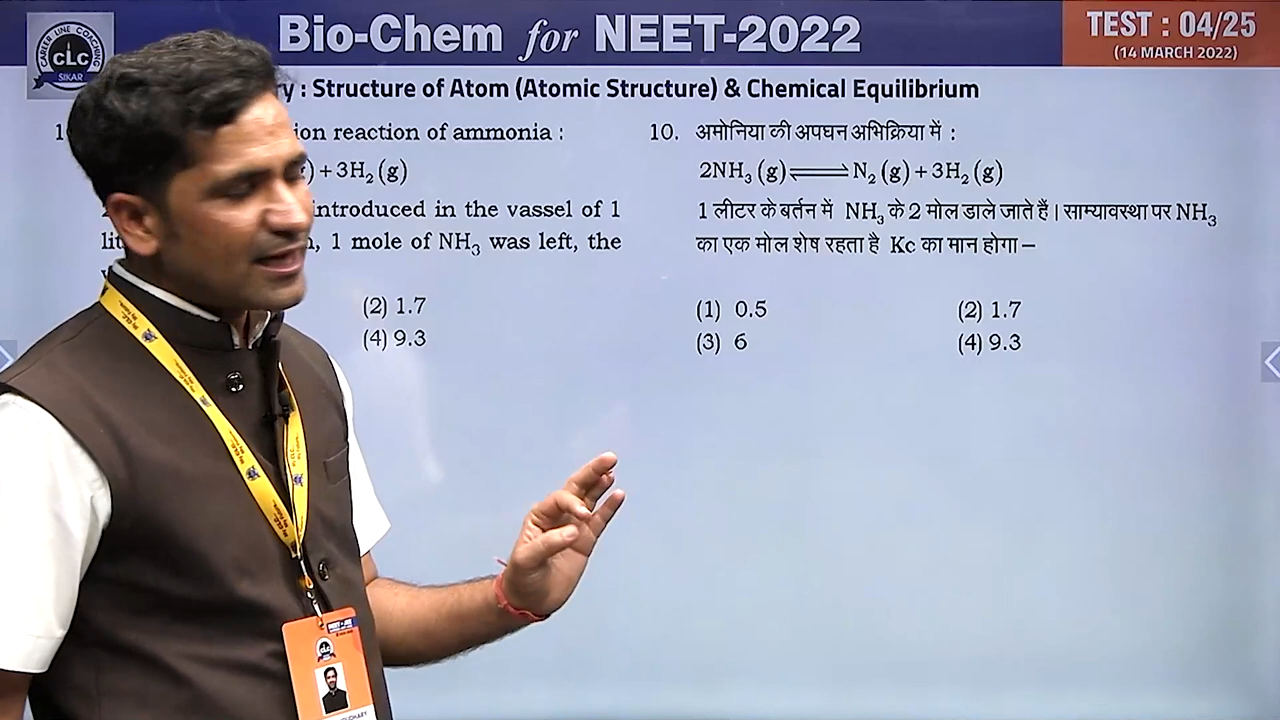 Bio-Chem for NEET-2022
TEST : 04/25
(14 MARCH 2022)
CAREER LINE COACHING
CLC
SIKAR
: Structure of Atom (Atomic Structure) & Chemical Equilibrium
reaction of ammonia :
+ 3H₂ (g)
introduced in the vassel of 1
1 mole of NH₃ was left, the
(2) 1.7
(4) 9.3
10. अमोनिया की अपघन अभिक्रिया में :
2NH₃ (g) ⇌ N₂ (g) + 3H₂ (g)
1 लीटर के बर्तन में NH₃ के 2 मोल डाले जाते हैं | साम्यावस्था पर NH₃
का एक मोल शेष रहता है Kc का मान होगा –
(1) 0.5
(2) 1.7
(3) 6
(4) 9.3